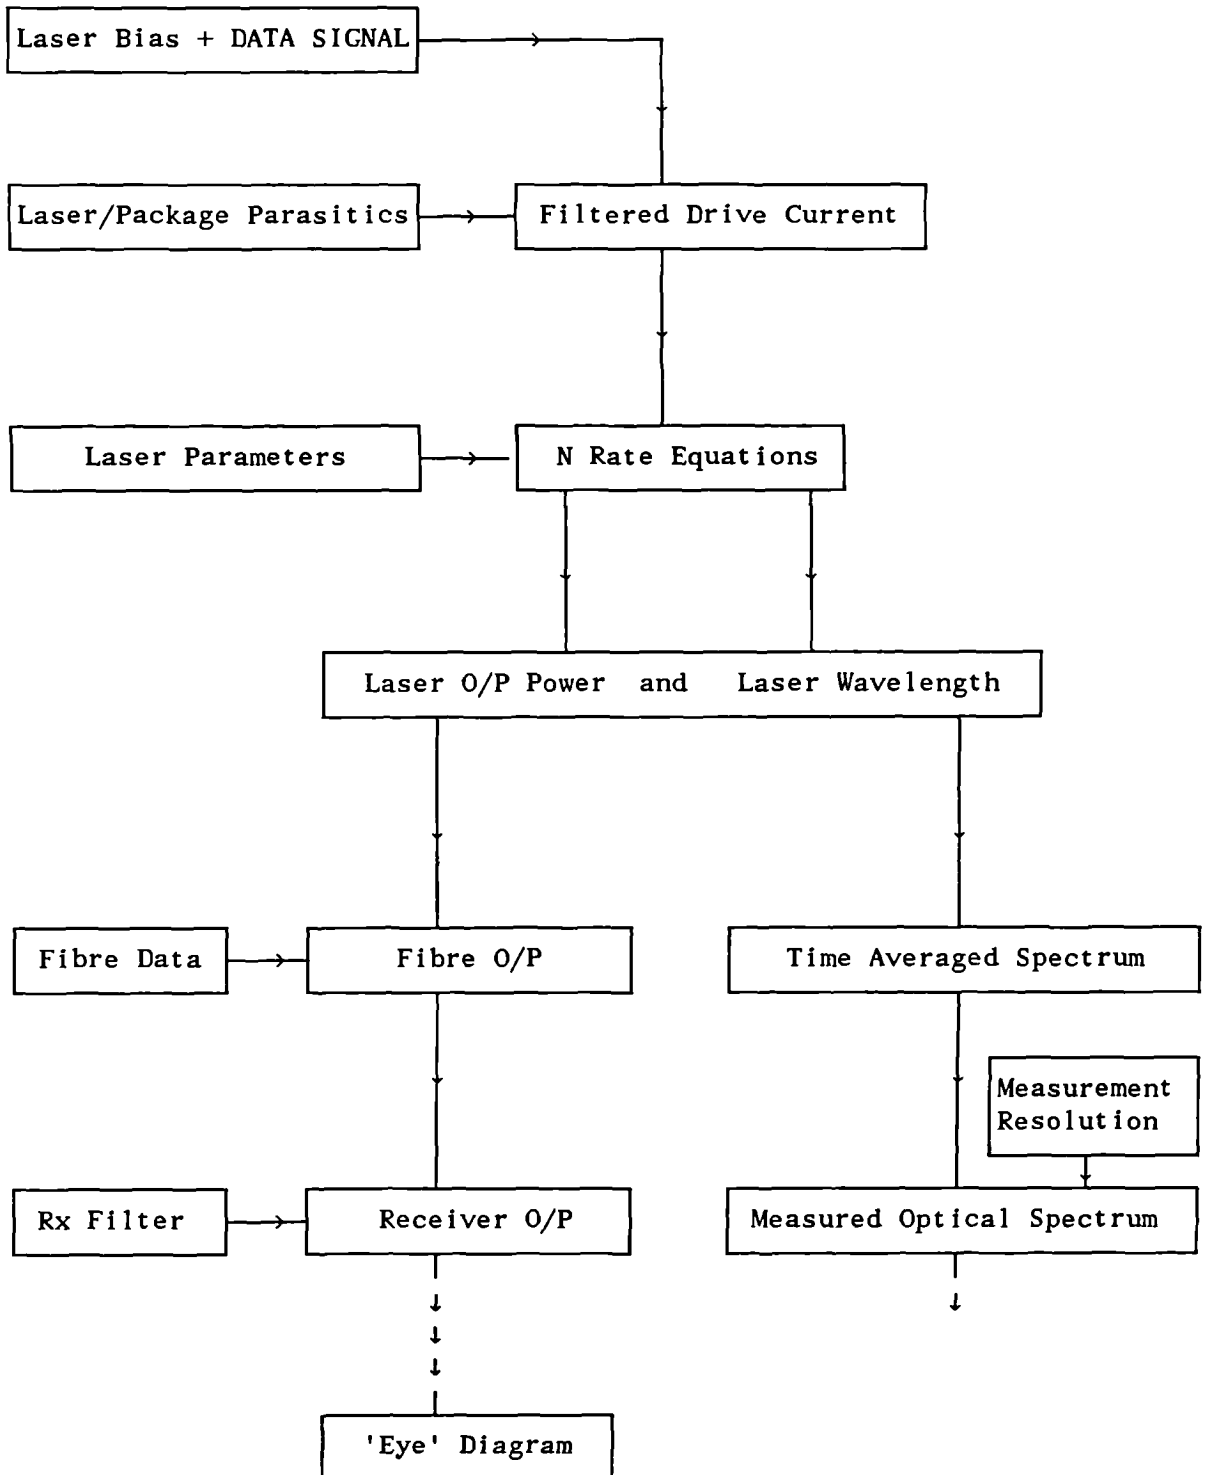 Laser Bias + DATA SIGNAL
Laser/Package Parasitics
Filtered Drive Current
Laser Parameters
N Rate Equations
Laser O/P Power and Laser Wavelength
Fibre Data
Fibre O/P
Time Averaged Spectrum
Measurement
Resolution
Rx Filter
Receiver O/P
Measured Optical Spectrum
'Eye' Diagram